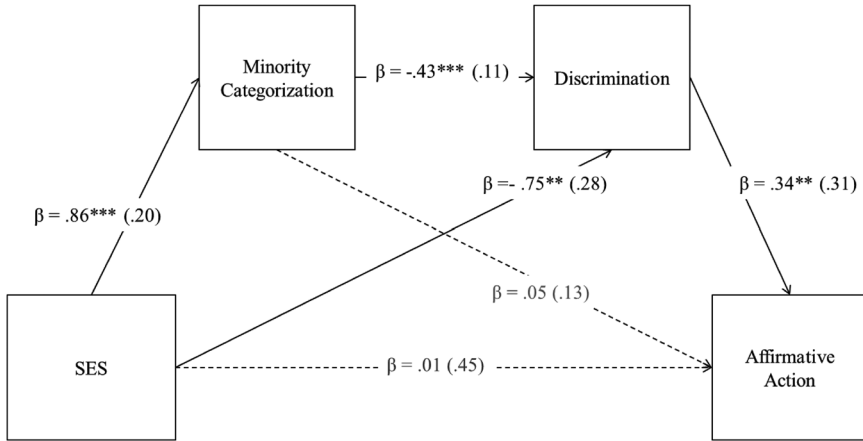 Minority
Categorization
β = -.43*** (.11)
Discrimination
β =- .75** (.28)
β = .34** (.31)
β = .86*** (.20)
β = .05 (.13)
SES
β = .01 (.45)
Affirmative
Action